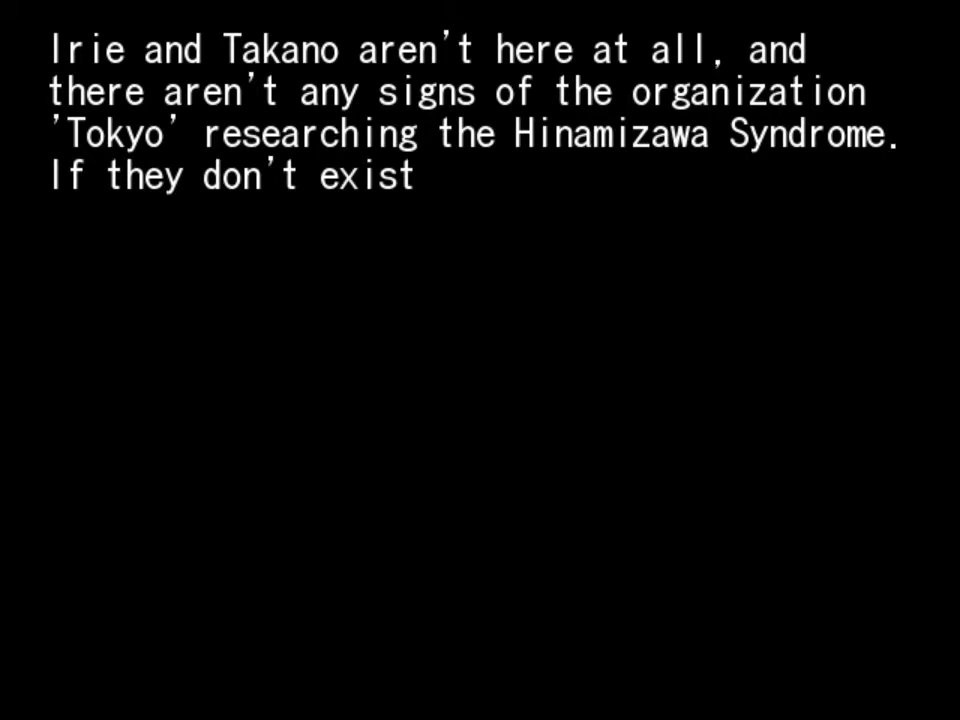 Irie and Takano aren't here at all, and
there aren't any signs of the organization
'Tokyo' researching the Hinamizawa Syndrome.
If they don't exist